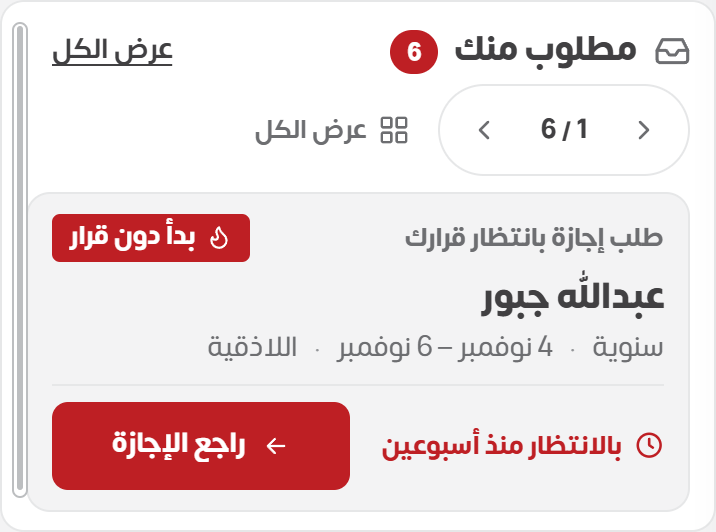 مطلوب منك 6 عرض الكل
6 / 1 عرض الكل
طلب إجازة بانتظار قرارك بدأ دون قرار
عبدالله جبور
سنوية · 4 نوفمبر – 6 نوفمبر · اللاذقية
بالانتظار منذ أسبوعين راجع الإجازة